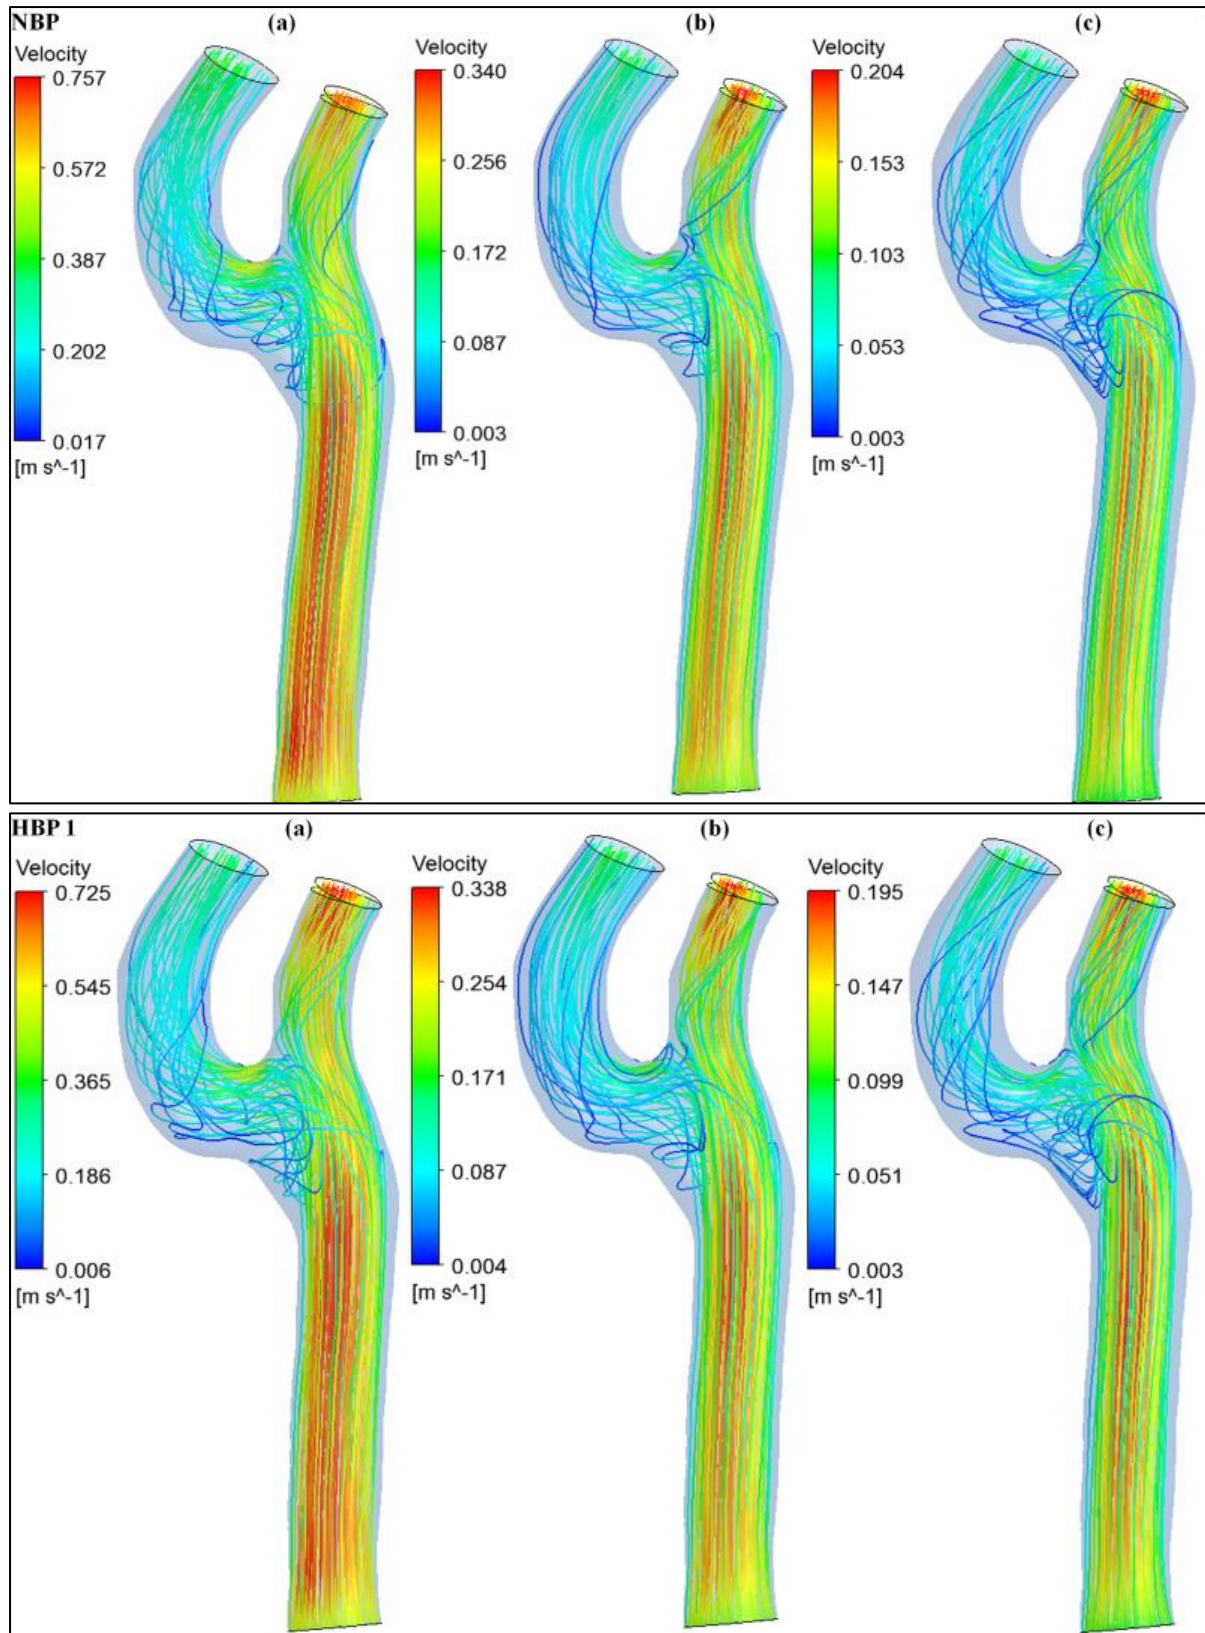 NBP (a) (b) (c)
Velocity
0.757
0.572
0.387
0.202
0.017
[m s^-1]
Velocity
0.340
0.256
0.172
0.087
0.003
[m s^-1]
Velocity
0.204
0.153
0.103
0.053
0.003
[m s^-1]
HBP 1 (a) (b) (c)
Velocity
0.725
0.545
0.365
0.186
0.006
[m s^-1]
Velocity
0.338
0.254
0.171
0.087
0.004
[m s^-1]
Velocity
0.195
0.147
0.099
0.051
0.003
[m s^-1]